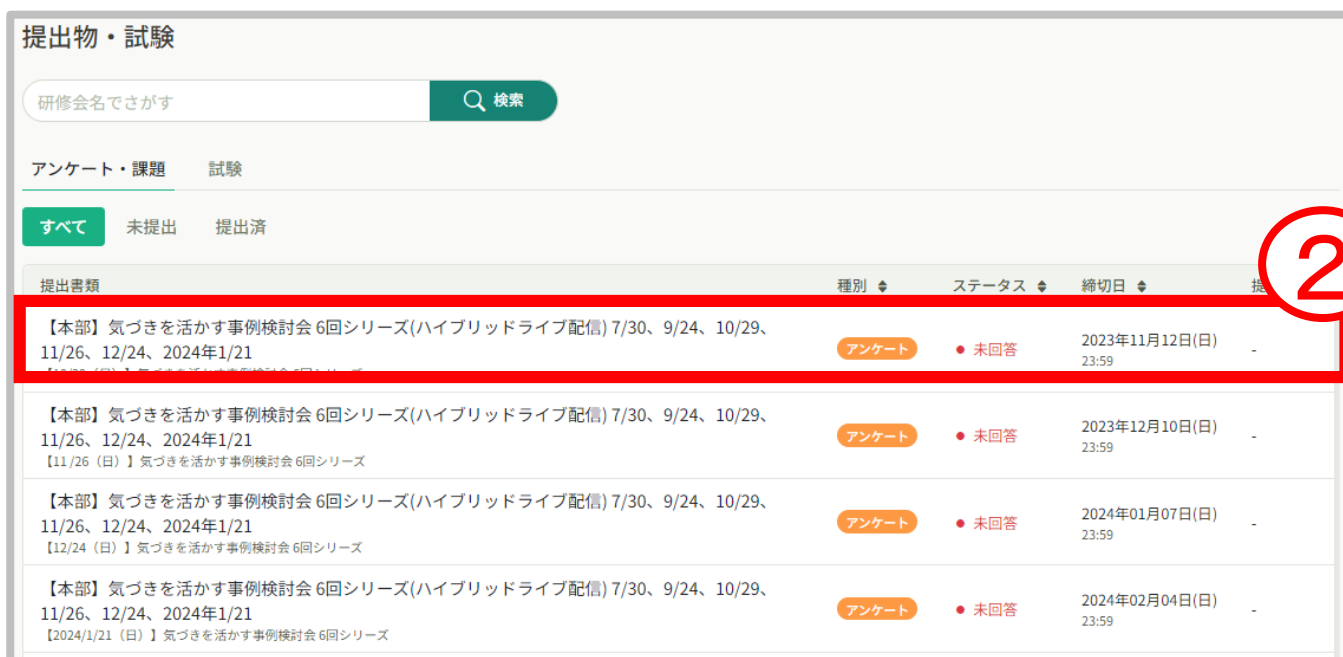 提出物・試験
研修会名でさがす
検索
アンケート・課題 試験
すべて 未提出 提出済
②
提出書類 種別 ステータス 締切日 提
【本部】気づきを活かす事例検討会 6回シリーズ(ハイブリッドライブ配信) 7/30、9/24、10/29、
11/26、12/24、2024年1/21
アンケート 未回答 2023年11月12日(日) -
23:59
【本部】気づきを活かす事例検討会 6回シリーズ(ハイブリッドライブ配信) 7/30、9/24、10/29、
11/26、12/24、2024年1/21
【11/26（日）】気づきを活かす事例検討会 6回シリーズ
アンケート 未回答 2023年12月10日(日) -
23:59
【本部】気づきを活かす事例検討会 6回シリーズ(ハイブリッドライブ配信) 7/30、9/24、10/29、
11/26、12/24、2024年1/21
【12/24（日）】気づきを活かす事例検討会 6回シリーズ
アンケート 未回答 2024年01月07日(日) -
23:59
【本部】気づきを活かす事例検討会 6回シリーズ(ハイブリッドライブ配信) 7/30、9/24、10/29、
11/26、12/24、2024年1/21
【2024/1/21（日）】気づきを活かす事例検討会 6回シリーズ
アンケート 未回答 2024年02月04日(日) -
23:59